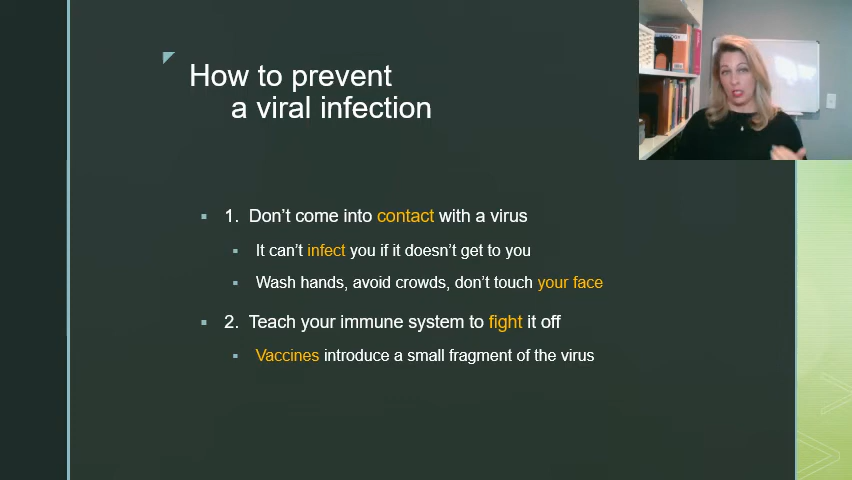 How to prevent
a viral infection
1. Don't come into contact with a virus
It can't infect you if it doesn't get to you
Wash hands, avoid crowds, don't touch your face
2. Teach your immune system to fight it off
Vaccines introduce a small fragment of the virus